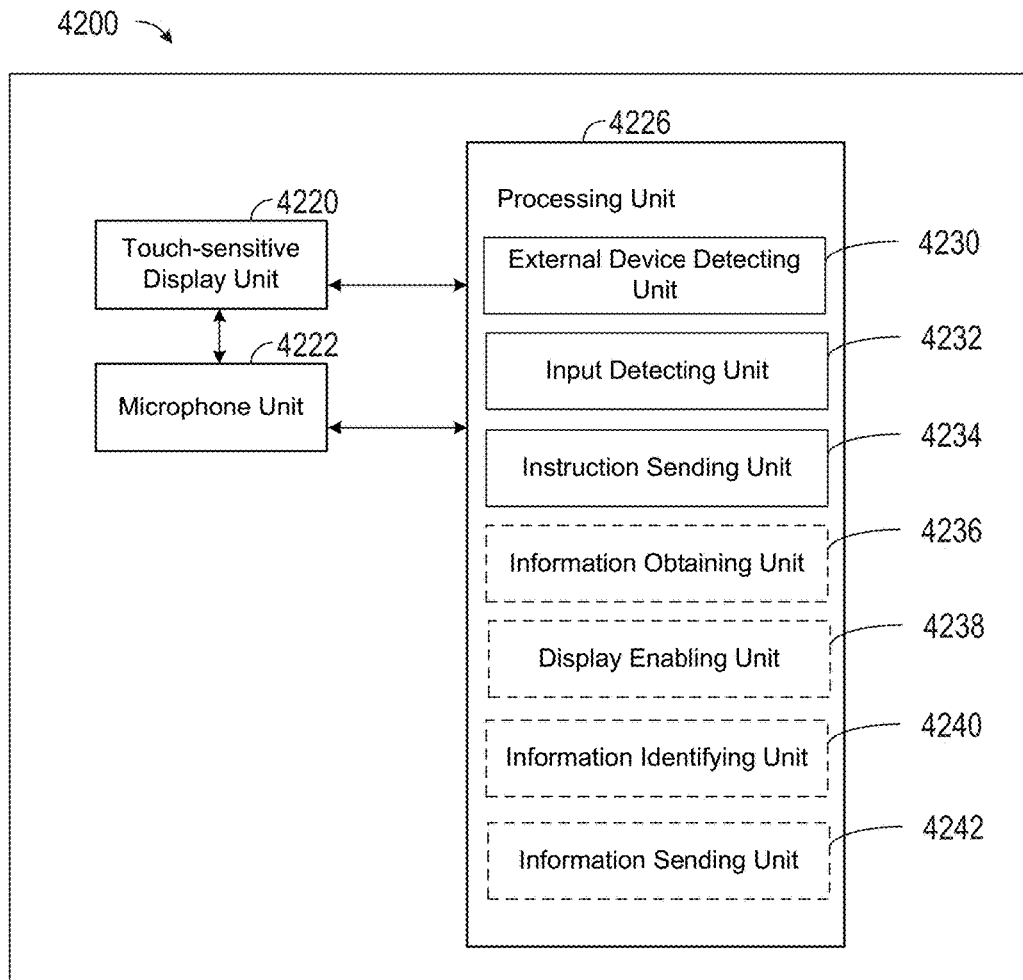 4200
4226
Processing Unit
4220
Touch-sensitive
Display Unit
4222
Microphone Unit
External Device Detecting
Unit
4230
Input Detecting Unit
4232
Instruction Sending Unit
4234
Information Obtaining Unit
4236
Display Enabling Unit
4238
Information Identifying Unit
4240
Information Sending Unit
4242